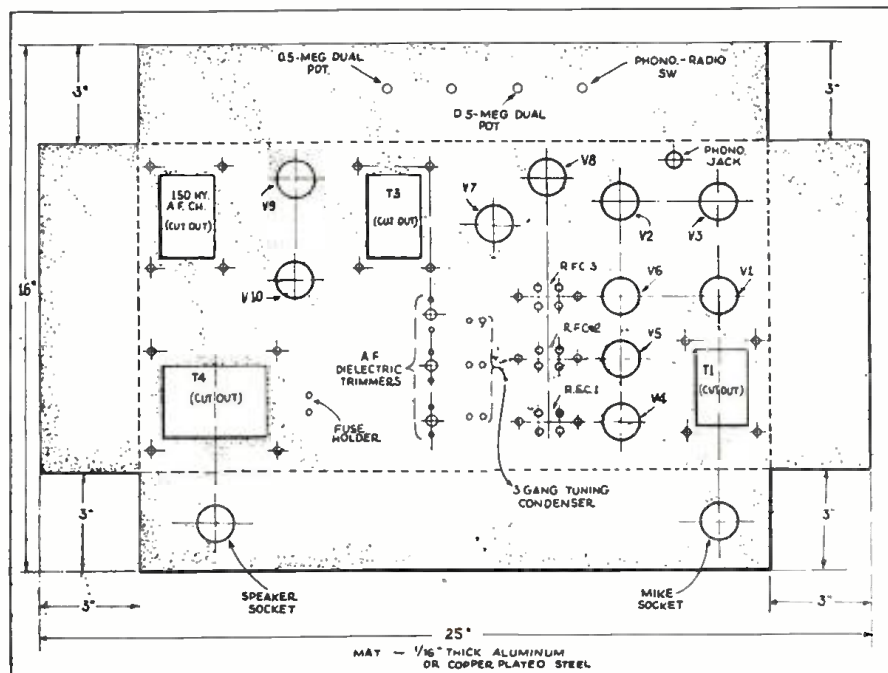 0.5-MEG DUAL
POT.
0.5-MEG DUAL
POT
PHONO.-RADIO
SW
3"
3"
PHONO.
JACK
150 HY.
A.F. CH.
(CUT OUT)
V9
T3
(CUT OUT)
V7
V8
V2
V3
16"
V10
R.F.C. 3
V6
V1
A.F.
DIELECTRIC
TRIMMERS
R.F.C. 2
V5
T4
(CUT OUT)
T1
(CUT OUT)
R.F.C. 1
V4
FUSE
HOLDER
3 GANG TUNING
CONDENSER
3"
3"
SPEAKER
SOCKET
MIKE
SOCKET
3"
3"
25"
MAT - 1/16" THICK ALUMINUM
OR COPPER PLATED STEEL